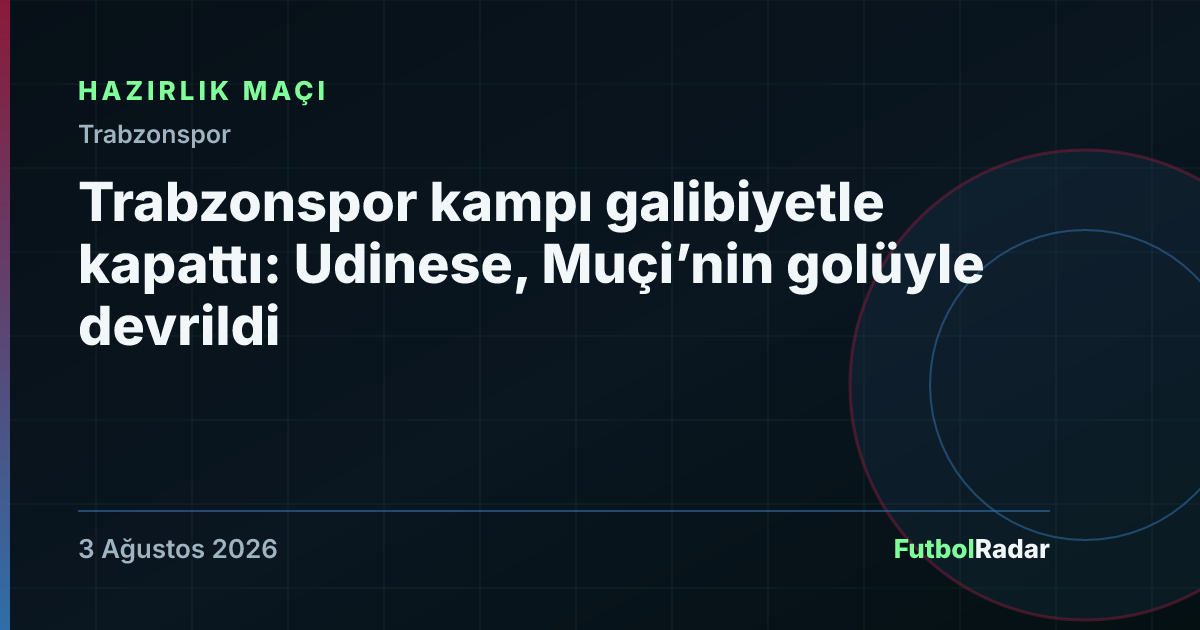 HAZIRLIK MAÇI
Trabzonspor
Trabzonspor kampı galibiyetle
kapattı: Udinese, Muçi’nin golüyle
devrildi
3 Ağustos 2026
FutbolRadar